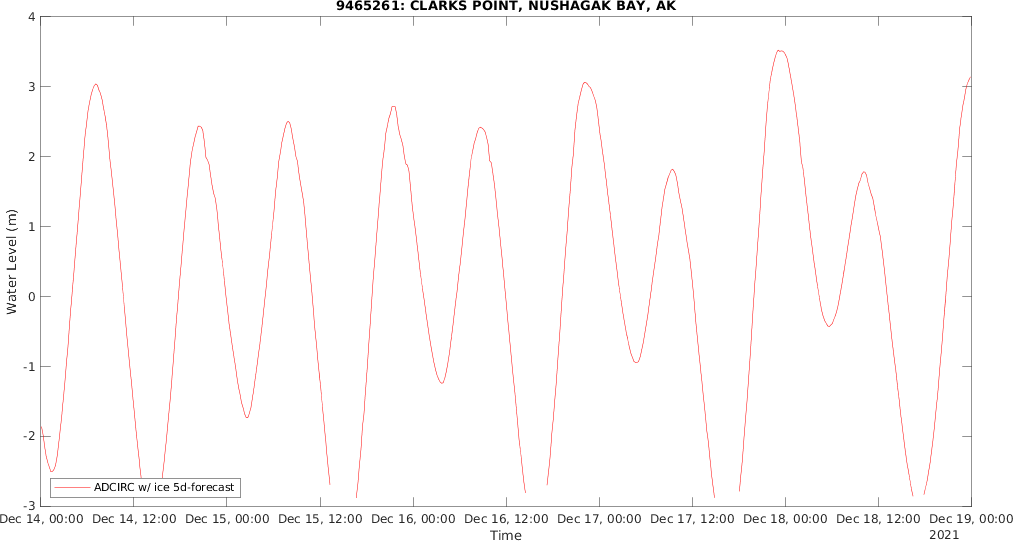 9465261: CLARKS POINT, NUSHAGAK BAY, AK
Water Level (m)
4
3
2
1
0
-1
-2
-3
ADCIRC w/ ice 5d-forecast
Dec 14, 00:00 Dec 14, 12:00 Dec 15, 00:00 Dec 15, 12:00 Dec 16, 00:00 Dec 16, 12:00 Dec 17, 00:00 Dec 17, 12:00 Dec 18, 00:00 Dec 18, 12:00 Dec 19, 00:00
Time
2021